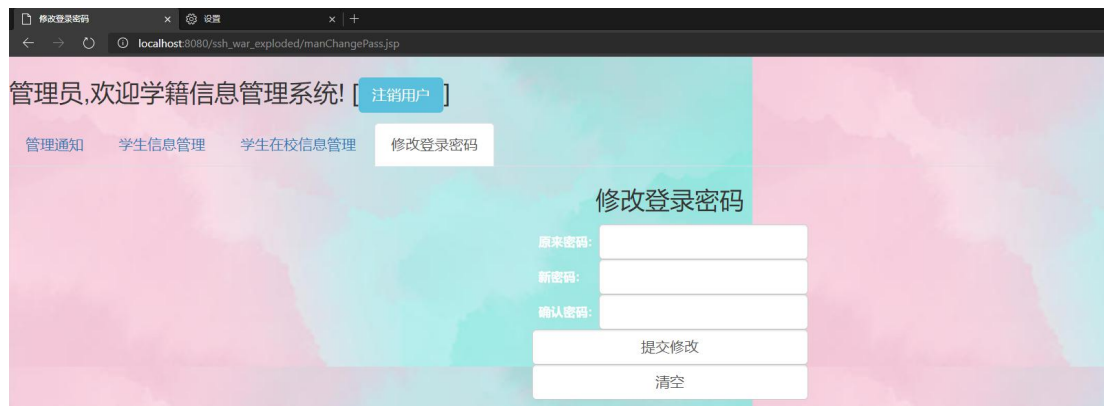 修改登录密码 设置
localhost:8080/ssh_war_exploded/manChangePass.jsp
管理员,欢迎学籍信息管理系统! [ 注销用户 ]
管理通知 学生信息管理 学生在校信息管理 修改登录密码
修改登录密码
原来密码:
新密码:
确认密码:
提交修改
清空